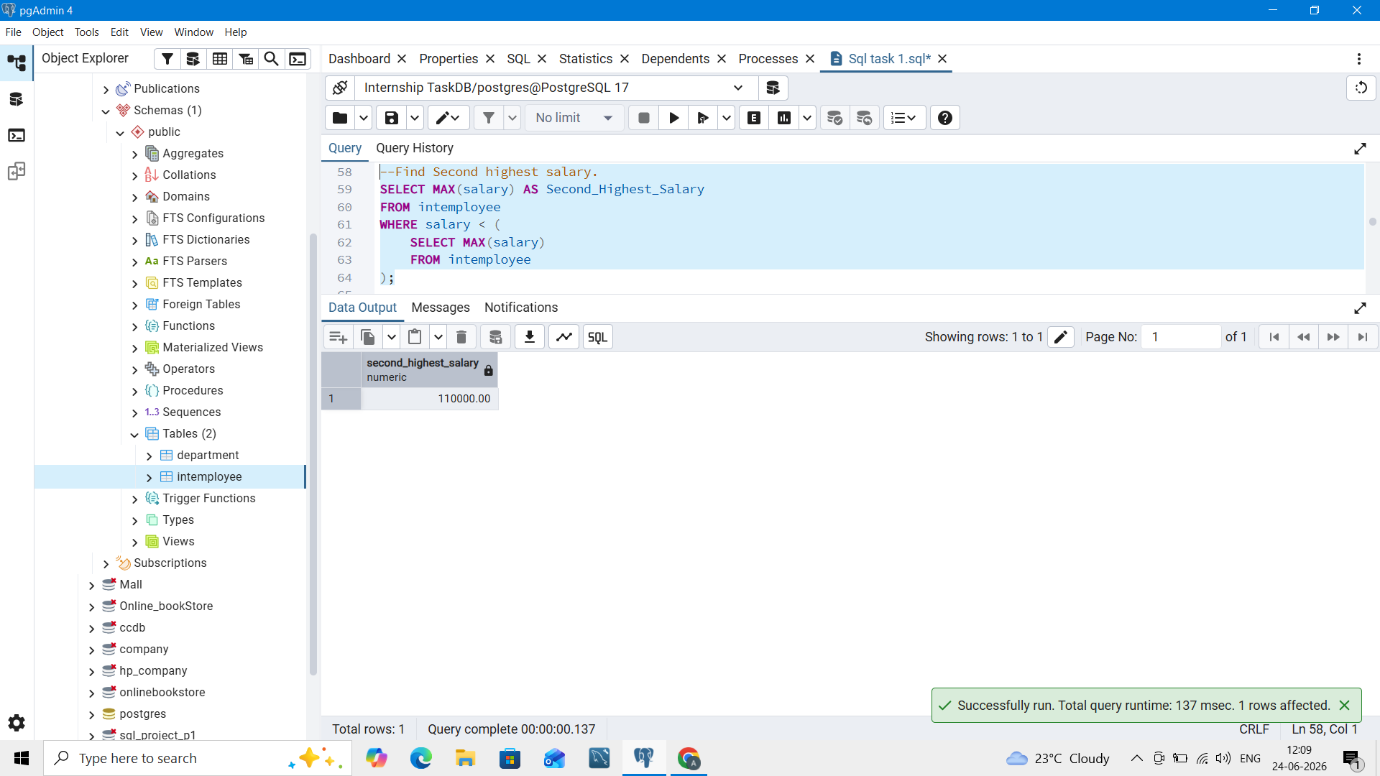 pgAdmin 4
File Object Tools Edit View Window Help
Object Explorer
Dashboard Properties SQL Statistics Dependents Processes Sql task 1.sql*
Publications
Schemas (1)
public
Aggregates
Collations
Domains
FTS Configurations
FTS Dictionaries
FTS Parsers
FTS Templates
Foreign Tables
Functions
Materialized Views
Operators
Procedures
1..3 Sequences
Tables (2)
department
intemployee
Trigger Functions
Types
Views
Subscriptions
Mall
Online_bookStore
ccdb
company
hp_company
onlinebookstore
postgres
sql_project_p1
Internship TaskDB/postgres@PostgreSQL 17
No limit
Query Query History
58 --Find Second highest salary.
59 SELECT MAX(salary) AS Second_Highest_Salary
60 FROM intemployee
61 WHERE salary < (
62 SELECT MAX(salary)
63 FROM intemployee
64 );
Data Output Messages Notifications
SQL
Showing rows: 1 to 1 Page No: 1 of 1
second_highest_salary
numeric
1 110000.00
Successfully run. Total query runtime: 137 msec. 1 rows affected.
Total rows: 1 Query complete 00:00:00.137 CRLF Ln 58, Col 1
Type here to search
23°C Cloudy
ENG
12:09
24-06-2026
1